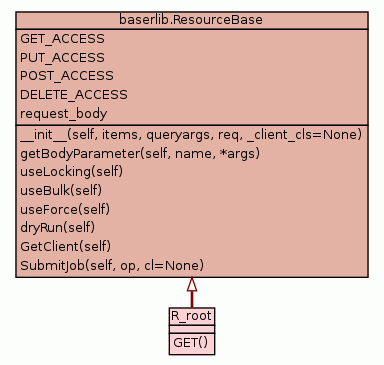 baserlib.ResourceBase
GET_ACCESS
PUT_ACCESS
POST_ACCESS
DELETE_ACCESS
request_body
__init__(self, items, queryargs, req, _client_cls=None)
getBodyParameter(self, name, *args)
useLocking(self)
useBulk(self)
useForce(self)
dryRun(self)
GetClient(self)
SubmitJob(self, op, cl=None)
R_root
GET()